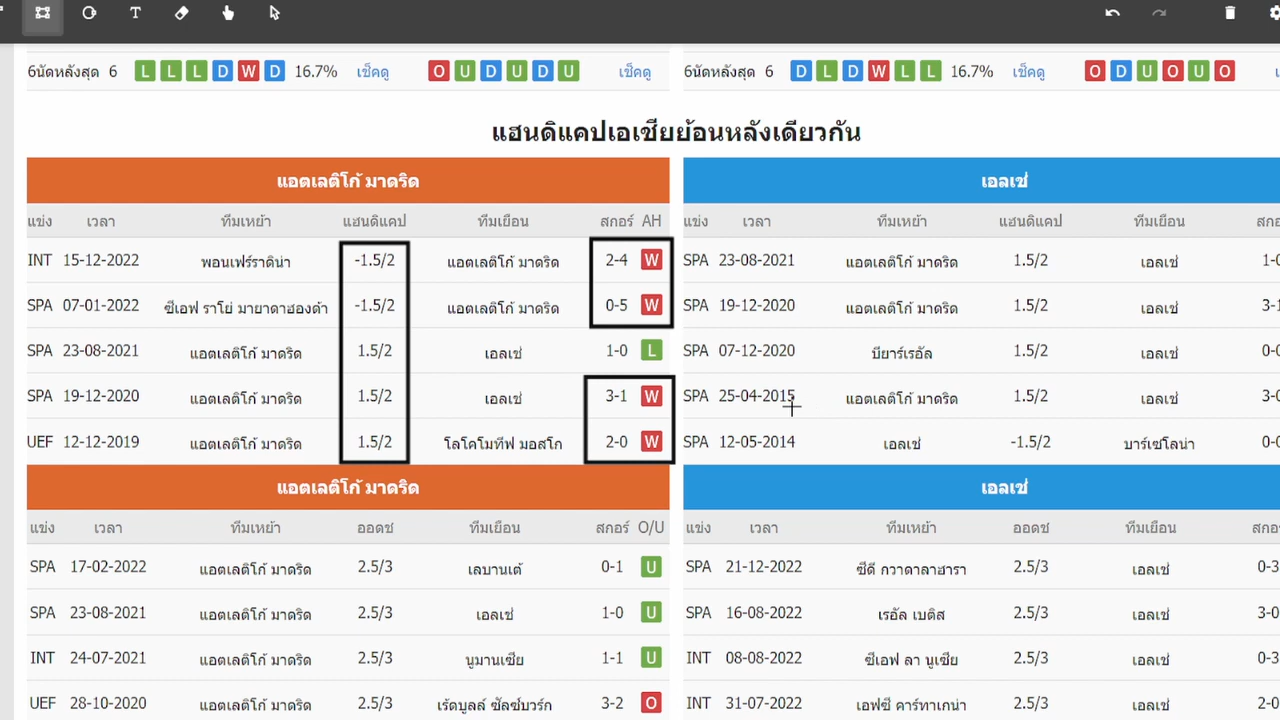 T
6นัดหลังสุด 6 L L L D W D 16.7% เช็คดู O U D U D U เช็คดู
6นัดหลังสุด 6 D L D W L L 16.7% เช็คดู O D U O U O
แฮนดิแคปเอเชียย้อนหลังเดียวกัน
แอตเลติโก้ มาดริด
แข่ง เวลา ทีมเหย้า แฮนดิแคป ทีมเยือน สกอร์ AH
INT 15-12-2022 พอนเฟร์ราดิน่า -1.5/2 แอตเลติโก้ มาดริด 2-4 W
SPA 07-01-2022 ซีเอฟ ราโย่ มายาดาฮองด้า -1.5/2 แอตเลติโก้ มาดริด 0-5 W
SPA 23-08-2021 แอตเลติโก้ มาดริด 1.5/2 เอลเช่ 1-0 L
SPA 19-12-2020 แอตเลติโก้ มาดริด 1.5/2 เอลเช่ 3-1 W
UEF 12-12-2019 แอตเลติโก้ มาดริด 1.5/2 โลโคโมทีฟ มอสโก 2-0 W
เอลเช่
แข่ง เวลา ทีมเหย้า แฮนดิแคป ทีมเยือน
SPA 23-08-2021 แอตเลติโก้ มาดริด 1.5/2 เอลเช่
SPA 19-12-2020 แอตเลติโก้ มาดริด 1.5/2 เอลเช่
SPA 07-12-2020 บียาร์เรอัล 1.5/2 เอลเช่
SPA 25-04-2015 แอตเลติโก้ มาดริด 1.5/2 เอลเช่
SPA 12-05-2014 เอลเช่ -1.5/2 บาร์เซโลน่า
แอตเลติโก้ มาดริด
แข่ง เวลา ทีมเหย้า ออดซ์ ทีมเยือน สกอร์ O/U
SPA 17-02-2022 แอตเลติโก้ มาดริด 2.5/3 เลบานเต้ 0-1 U
SPA 23-08-2021 แอตเลติโก้ มาดริด 2.5/3 เอลเช่ 1-0 U
INT 24-07-2021 แอตเลติโก้ มาดริด 2.5/3 นูมานเซีย 1-1 U
UEF 28-10-2020 แอตเลติโก้ มาดริด 2.5/3 เร้ดบูลล์ ซัลซ์บวร์ก 3-2 O
เอลเช่
แข่ง เวลา ทีมเหย้า ออดซ์ ทีมเยือน
SPA 21-12-2022 ซีดี กวาดาลาฮารา 2.5/3 เอลเช่
SPA 16-08-2022 เรอัล เบติส 2.5/3 เอลเช่
INT 08-08-2022 ซีเอฟ ลา นูเซีย 2.5/3 เอลเช่
INT 31-07-2022 เอฟซี คาร์ทาเกน่า 2.5/3 เอลเช่